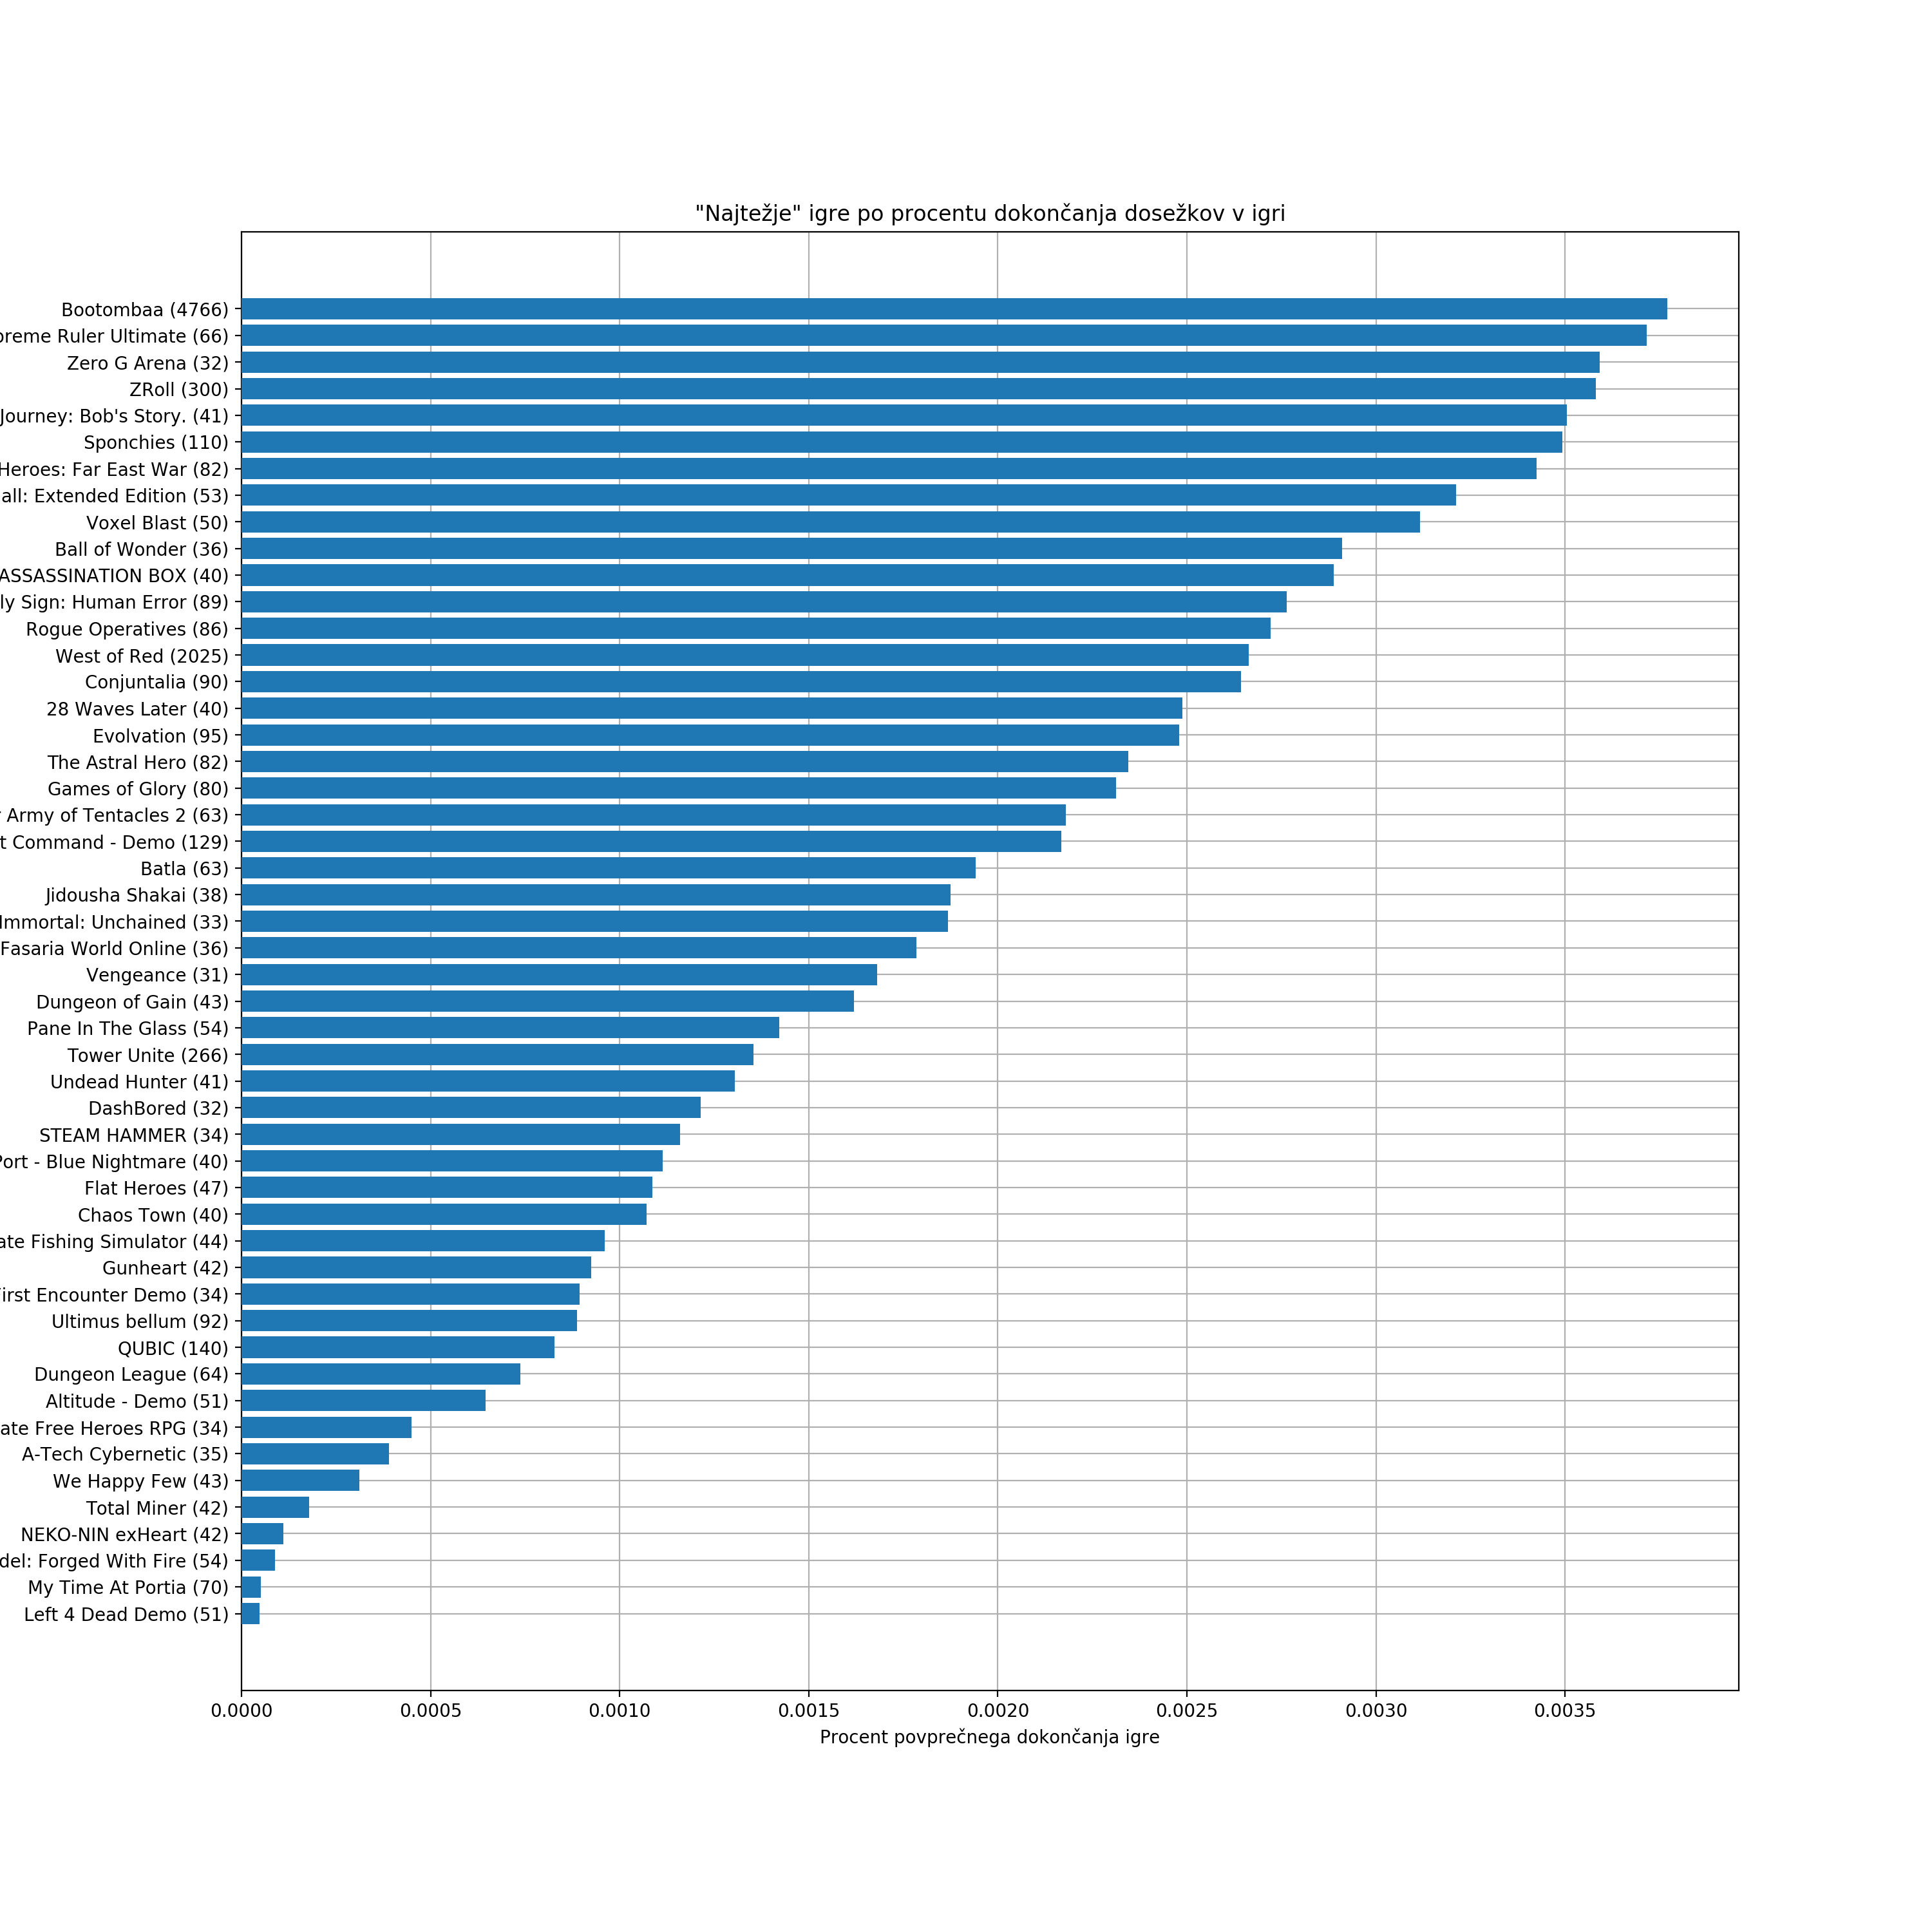 "Najtežje" igre po procentu dokončanja dosežkov v igri
Bootombaa (4766)
Ruler Ultimate (66)
Zero G Arena (32)
ZRoll (300)
Journey: Bob's Story. (41)
Sponchies (110)
Heroes: Far East War (82)
all: Extended Edition (53)
Voxel Blast (50)
Ball of Wonder (36)
ASSASSINATION BOX (40)
ly Sign: Human Error (89)
Rogue Operatives (86)
West of Red (2025)
Conjuntalia (90)
28 Waves Later (40)
Evolvation (95)
The Astral Hero (82)
Games of Glory (80)
Army of Tentacles 2 (63)
t Command - Demo (129)
Batla (63)
Jidousha Shakai (38)
Immortal: Unchained (33)
Fasaria World Online (36)
Vengeance (31)
Dungeon of Gain (43)
Pane In The Glass (54)
Tower Unite (266)
Undead Hunter (41)
DashBored (32)
STEAM HAMMER (34)
Port - Blue Nightmare (40)
Flat Heroes (47)
Chaos Town (40)
ate Fishing Simulator (44)
Gunheart (42)
First Encounter Demo (34)
Ultimus bellum (92)
QUBIC (140)
Dungeon League (64)
Altitude - Demo (51)
ate Free Heroes RPG (34)
A-Tech Cybernetic (35)
We Happy Few (43)
Total Miner (42)
NEKO-NIN exHeart (42)
del: Forged With Fire (54)
My Time At Portia (70)
Left 4 Dead Demo (51)
0.0000 0.0005 0.0010 0.0015 0.0020 0.0025 0.0030 0.0035
Procent povprečnega dokončanja igre